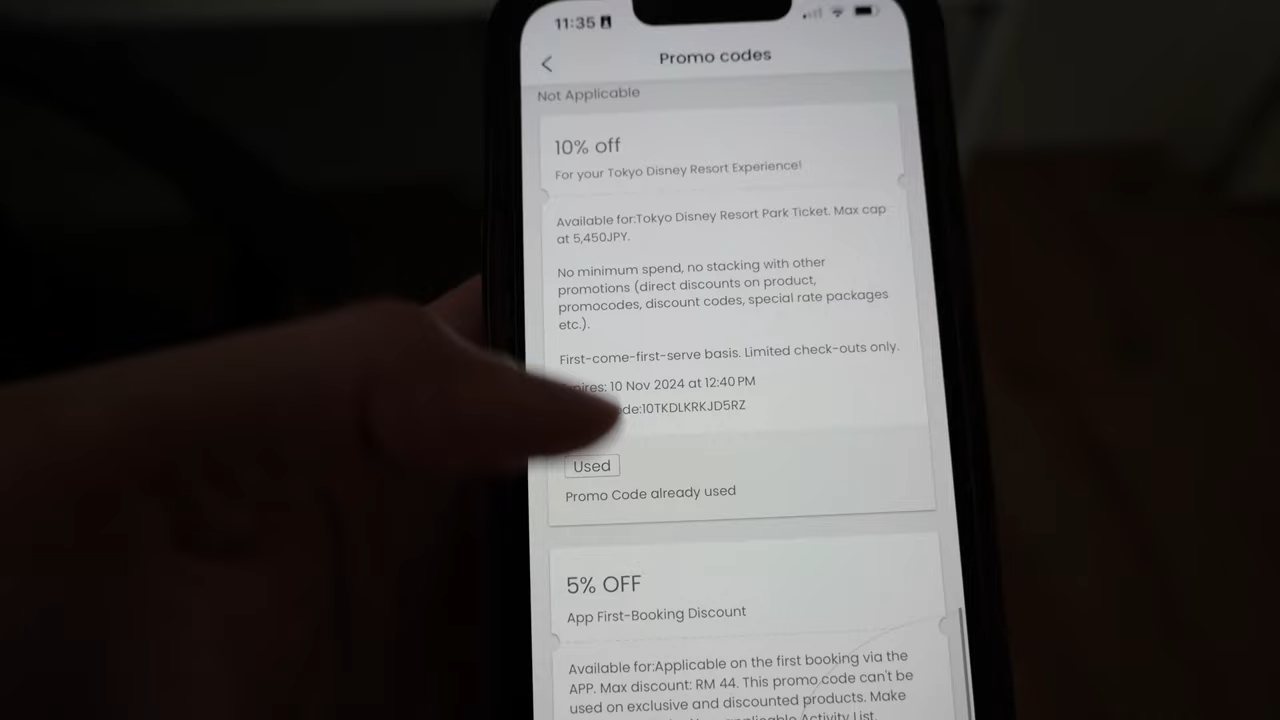 11:35
Promo codes
Not Applicable
10% off
For your Tokyo Disney Resort Experience!
Available for:Tokyo Disney Resort Park Ticket. Max cap
at 5,450JPY.
No minimum spend, no stacking with other
promotions (direct discounts on product,
promocodes, discount codes, special rate packages
etc.).
First-come-first-serve basis. Limited check-outs only.
Expires: 10 Nov 2024 at 12:40 PM
de:10TKDLKRKJD5RZ
Used
Promo Code already used
5% OFF
App First-Booking Discount
Available for:Applicable on the first booking via the
APP. Max discount: RM 44. This promo code can't be
used on exclusive and discounted products. Make
applicable Activity List.